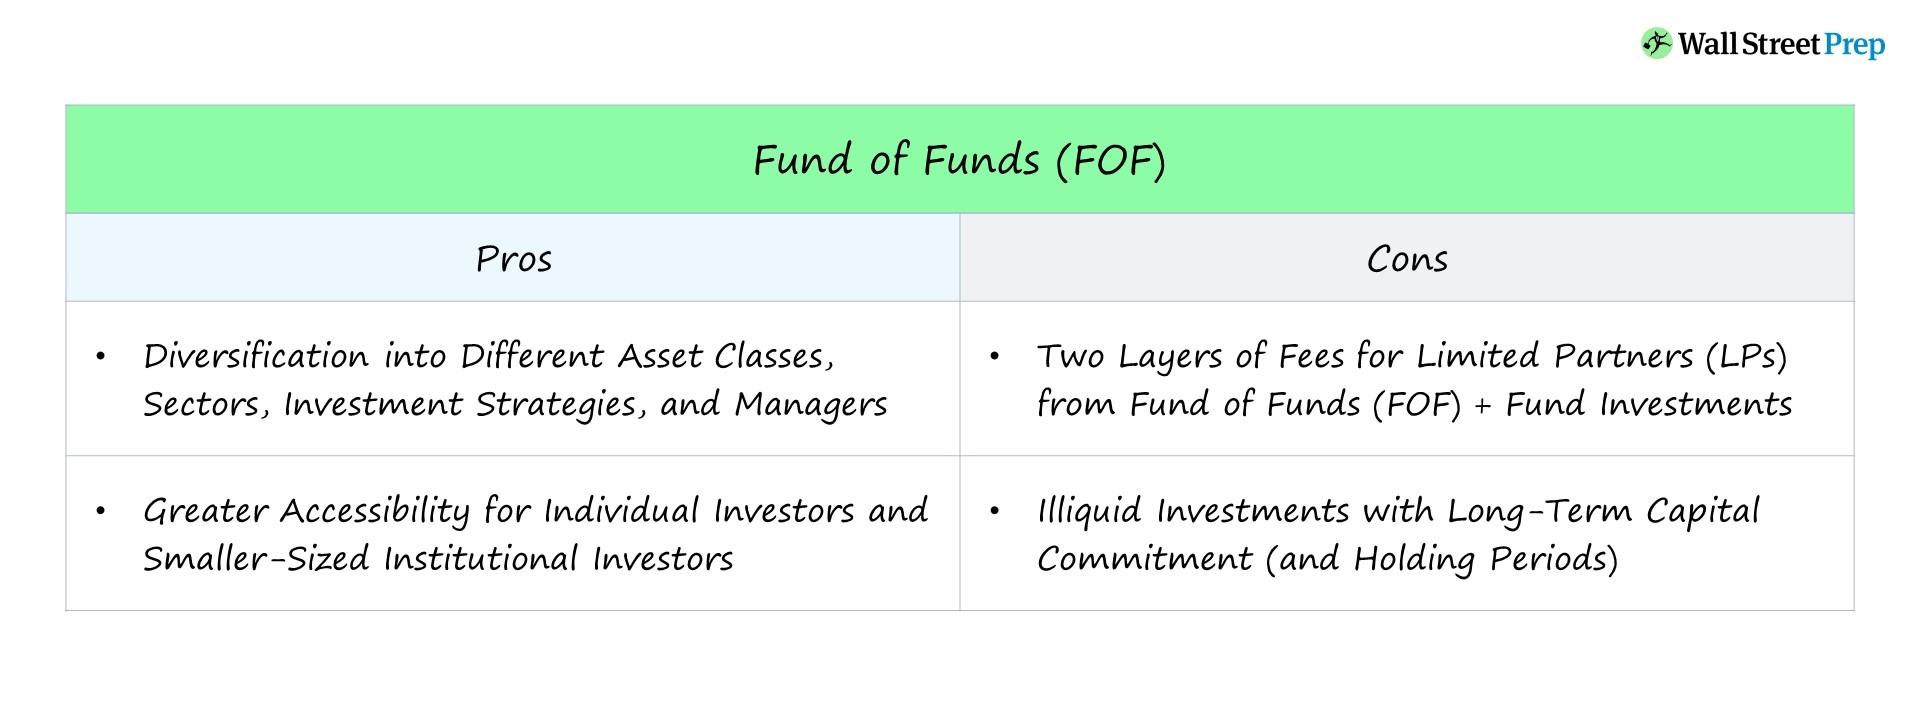 Wall Street Prep
Fund of Funds (FOF)
Pros
Cons
• Diversification into Different Asset Classes,
Sectors, Investment Strategies, and Managers
• Two Layers of Fees for Limited Partners (LPs)
from Fund of Funds (FOF) + Fund Investments
• Greater Accessibility for Individual Investors and
Smaller-Sized Institutional Investors
• Illiquid Investments with Long-Term Capital
Commitment (and Holding Periods)